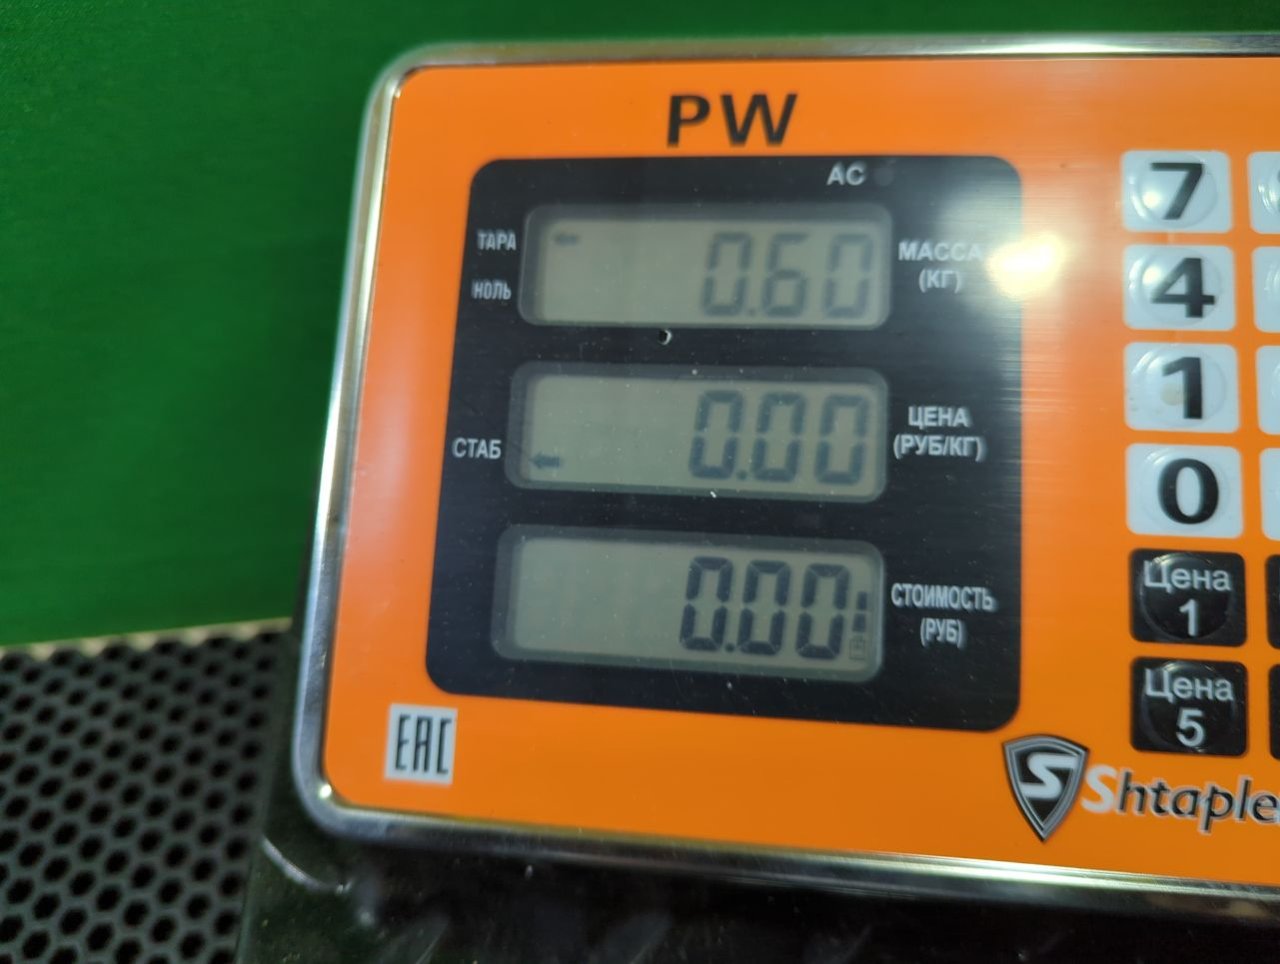 PW
AC
ТАРА
НОЛЬ
0.60
МАССА
(КГ)
СТАБ
0.00
ЦЕНА
(РУБ/КГ)
0.00
СТОИМОСТЬ
(РУБ)
7
4
1
0
Цена
1
Цена
5
EAC
S
Shtaple